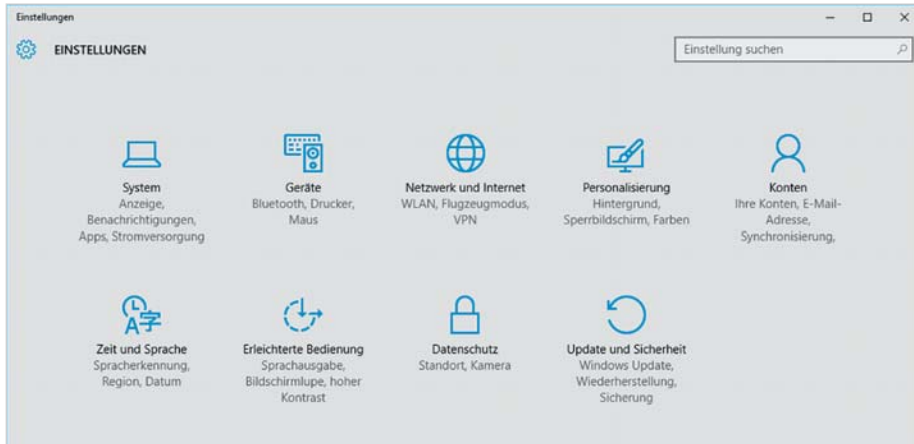 Einstellungen
EINSTELLUNGEN
Einstellung suchen
System
Anzeige,
Benachrichtigungen,
Apps, Stromversorgung
Geräte
Bluetooth, Drucker,
Maus
Netzwerk und Internet
WLAN, Flugzeugmodus,
VPN
Personalisierung
Hintergrund,
Sperrbildschirm, Farben
Konten
Ihre Konten, E-Mail-
Adresse,
Synchronisierung,
A字
Zeit und Sprache
Spracherkennung,
Region, Datum
Erleichterte Bedienung
Sprachausgabe,
Bildschirmlupe, hoher
Kontrast
Datenschutz
Standort, Kamera
Update und Sicherheit
Windows Update,
Wiederherstellung,
Sicherung